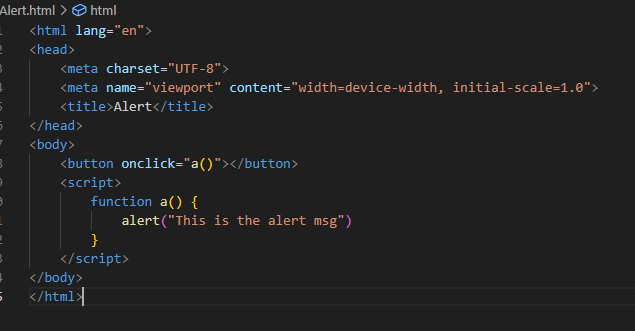 Alert.html > html
<html lang="en">
<head>
<meta charset="UTF-8">
<meta name="viewport" content="width=device-width, initial-scale=1.0">
<title>Alert</title>
</head>
<body>
<button onclick="a()"></button>
<script>
function a() {
alert("This is the alert msg")
}
</script>
</body>
</html>